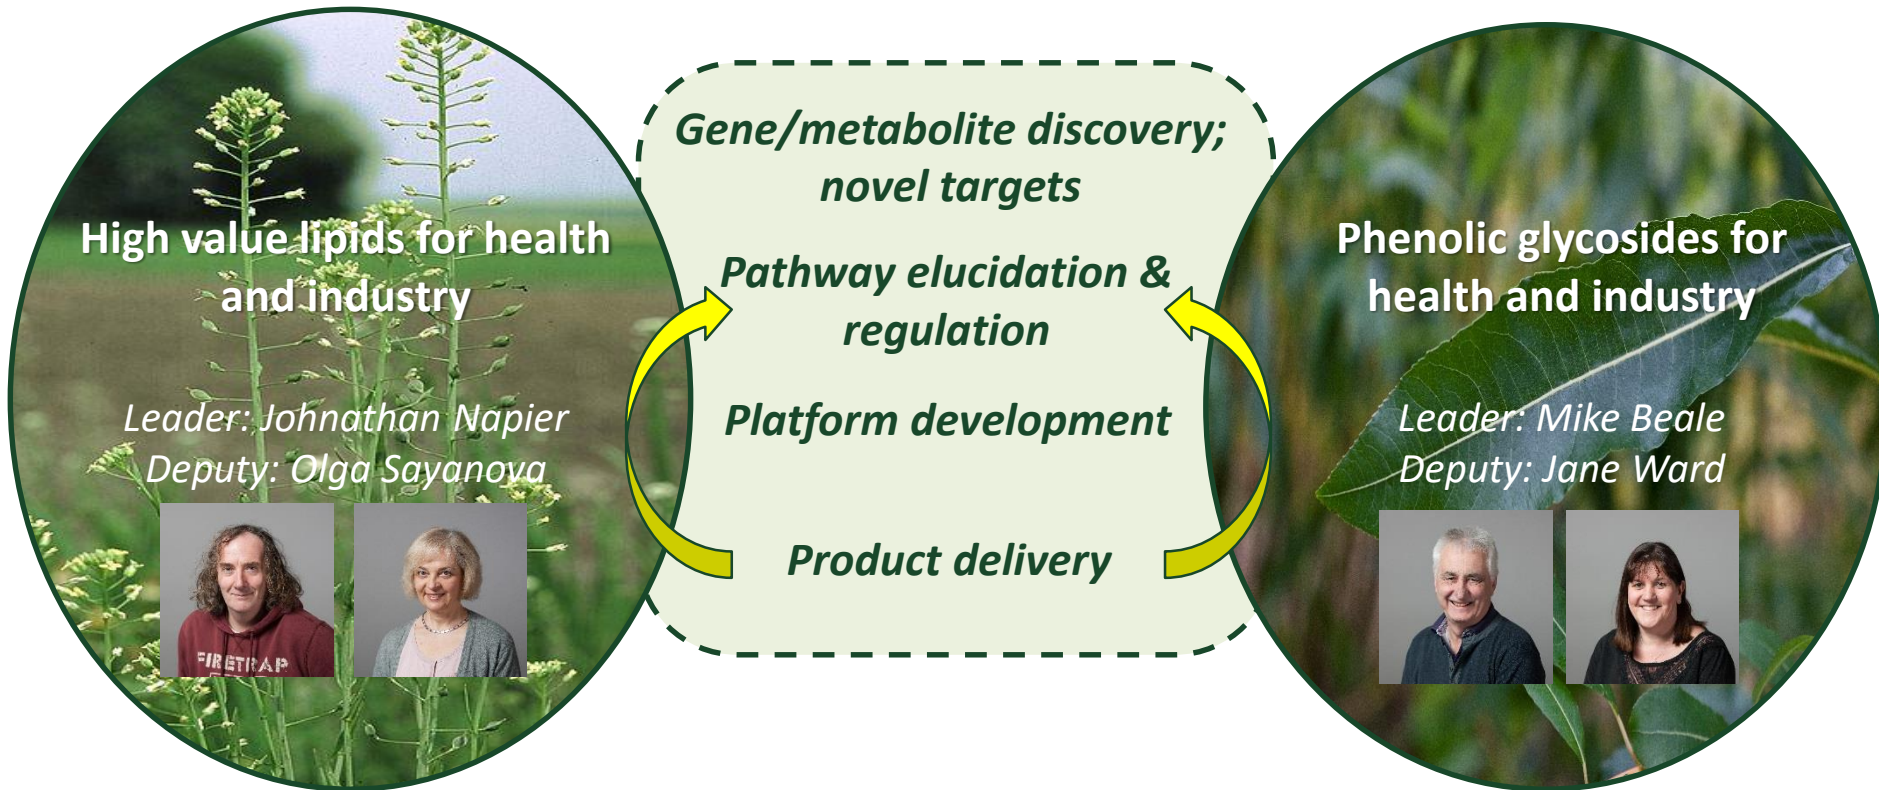 High value lipids for health
and industry
Leader: Johnathan Napier
Deputy: Olga Sayanova
FIRETRAP
Gene/metabolite discovery;
novel targets
Pathway elucidation &
regulation
Platform development
Product delivery
Phenolic glycosides for
health and industry
Leader: Mike Beale
Deputy: Jane Ward